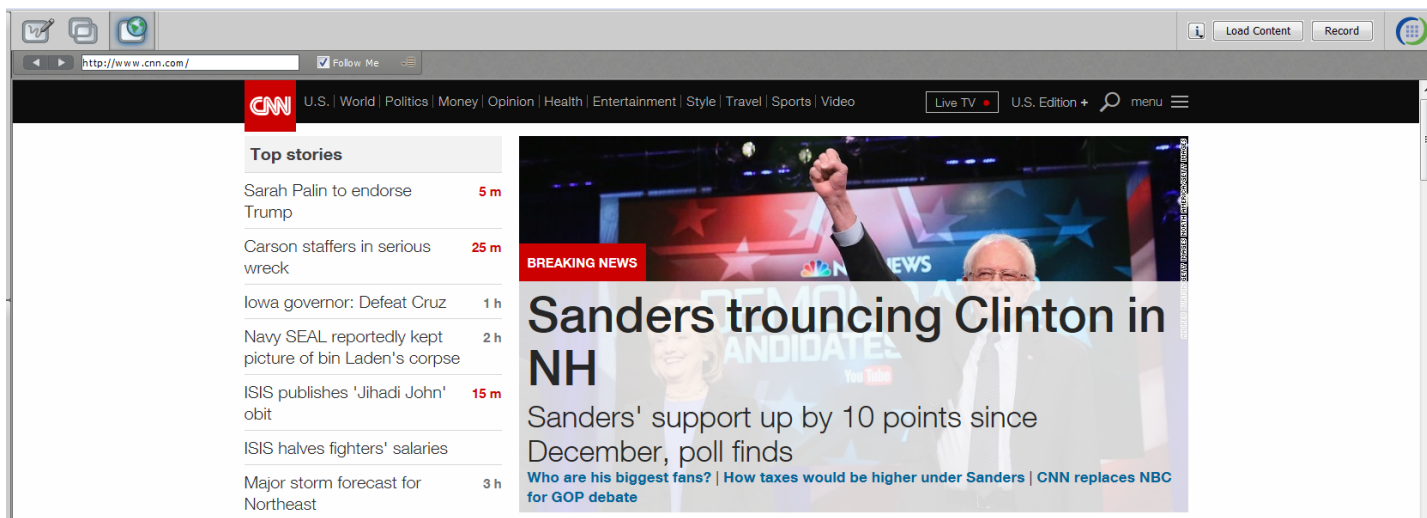 Load Content
Record
http://www.cnn.com/
Follow Me
CNN
U.S. | World | Politics | Money | Opinion | Health | Entertainment | Style | Travel | Sports | Video
Live TV
U.S. Edition +
menu
Top stories
Sarah Palin to endorse
Trump
5 m
Carson staffers in serious
wreck
25 m
Iowa governor: Defeat Cruz
1 h
Navy SEAL reportedly kept
picture of bin Laden's corpse
2 h
ISIS publishes 'Jihadi John'
obit
15 m
ISIS halves fighters' salaries
Major storm forecast for
Northeast
3 h
BREAKING NEWS
NEWS
CANDIDATES
You Tube
Sanders trouncing Clinton in
NH
Sanders' support up by 10 points since
December, poll finds
Who are his biggest fans? | How taxes would be higher under Sanders | CNN replaces NBC
for GOP debate